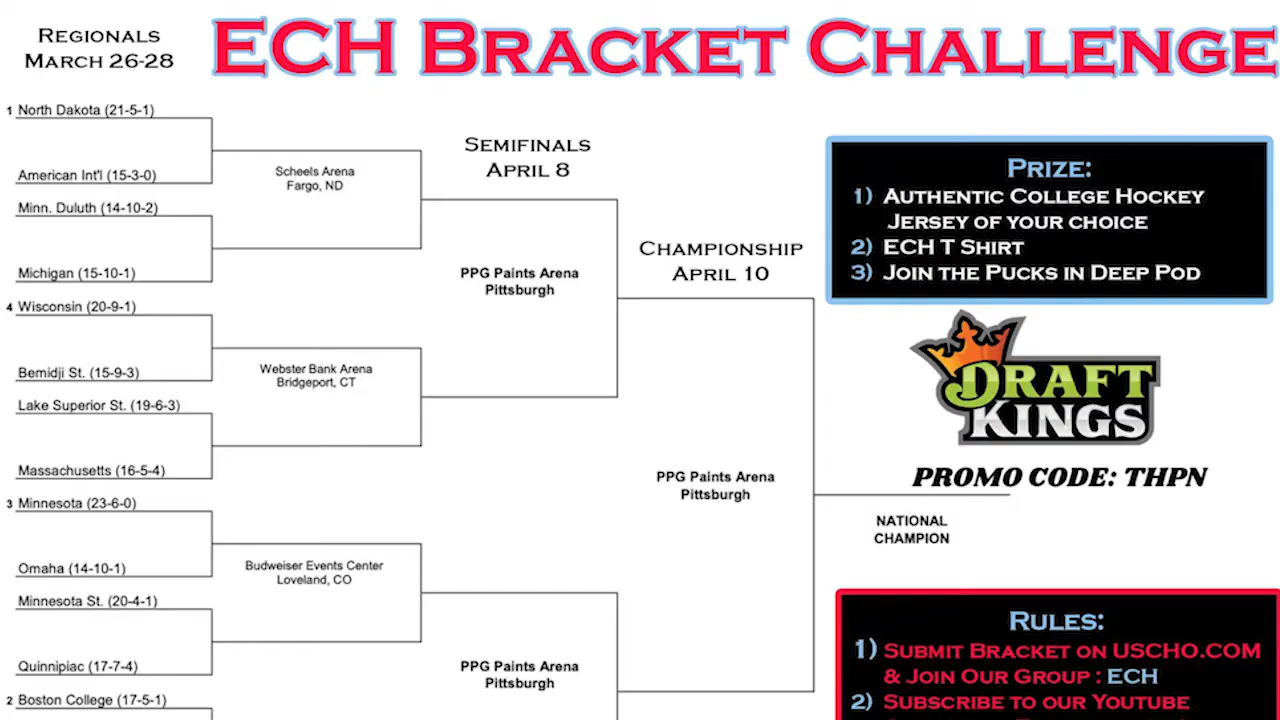 REGIONALS
MARCH 26-28
ECH BRACKET CHALLENGE
1 North Dakota (21-5-1)
American Int'l (15-3-0)
Minn. Duluth (14-10-2)
Michigan (15-10-1)
4 Wisconsin (20-9-1)
Bemidji St. (15-9-3)
Lake Superior St. (19-6-3)
Massachusetts (16-5-4)
3 Minnesota (23-6-0)
Omaha (14-10-1)
Minnesota St. (20-4-1)
Quinnipiac (17-7-4)
2 Boston College (17-5-1)
Scheels Arena
Fargo, ND
Webster Bank Arena
Bridgeport, CT
Budweiser Events Center
Loveland, CO
SEMIFINALS
APRIL 8
PPG Paints Arena
Pittsburgh
PPG Paints Arena
Pittsburgh
CHAMPIONSHIP
APRIL 10
PPG Paints Arena
Pittsburgh
NATIONAL
CHAMPION
PRIZE:
1) AUTHENTIC COLLEGE HOCKEY
JERSEY OF YOUR CHOICE
2) ECH T SHIRT
3) JOIN THE PUCKS IN DEEP POD
DRAFT
KINGS
PROMO CODE: THPN
RULES:
1) SUBMIT BRACKET ON USCHO.COM
& JOIN OUR GROUP : ECH
2) SUBSCRIBE TO OUR YOUTUBE